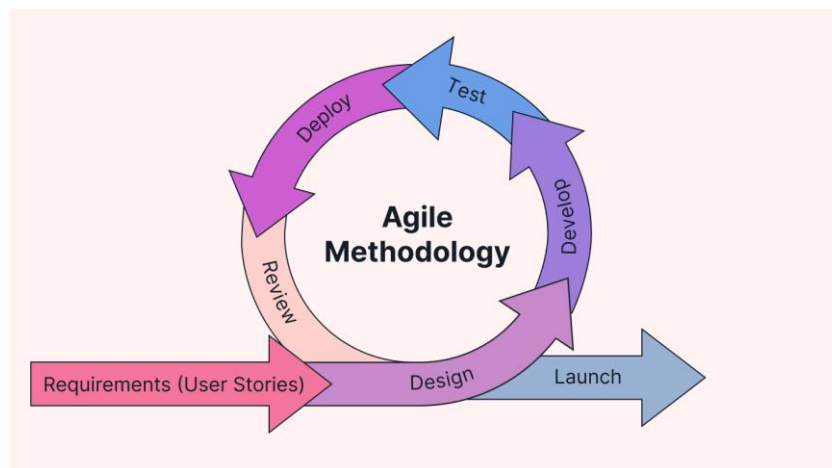 Test
Deploy
Agile
Methodology
Develop
Review
Requirements (User Stories)
Design
Launch